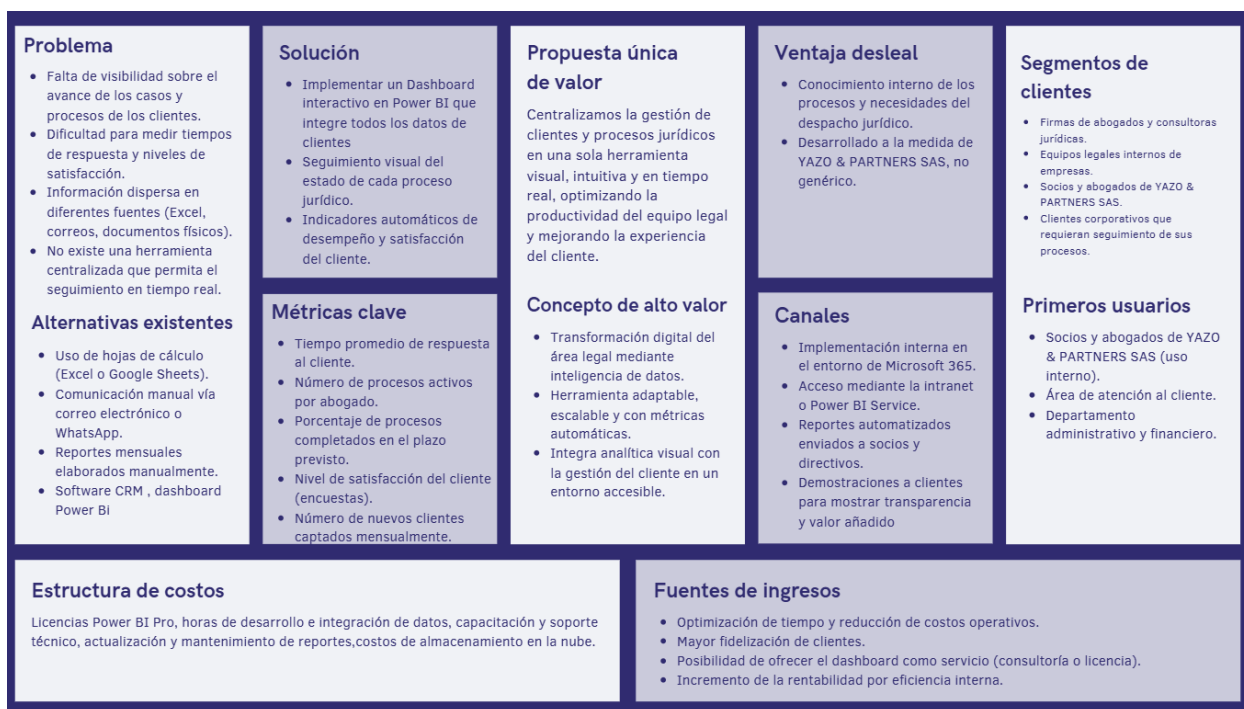 Problema
• Falta de visibilidad sobre el
avance de los casos y
procesos de los clientes.
• Dificultad para medir tiempos
de respuesta y niveles de
satisfacción.
• Información dispersa en
diferentes fuentes (Excel,
correos, documentos físicos).
• No existe una herramienta
centralizada que permita el
seguimiento en tiempo real.
Alternativas existentes
• Uso de hojas de cálculo
(Excel o Google Sheets).
• Comunicación manual vía
correo electrónico o
WhatsApp.
• Reportes mensuales
elaborados manualmente.
• Software CRM , dashboard
Power Bi
Solución
• Implementar un Dashboard
interactivo en Power BI que
integre todos los datos de
clientes
• Seguimiento visual del
estado de cada proceso
jurídico.
• Indicadores automáticos de
desempeño y satisfacción
del cliente.
Métricas clave
• Tiempo promedio de respuesta
al cliente.
• Número de procesos activos
por abogado.
• Porcentaje de procesos
completados en el plazo
previsto.
• Nivel de satisfacción del cliente
(encuestas).
• Número de nuevos clientes
captados mensualmente.
Propuesta única
de valor
Centralizamos la gestión de
clientes y procesos jurídicos
en una sola herramienta
visual, intuitiva y en tiempo
real, optimizando la
productividad del equipo legal
y mejorando la experiencia
del cliente.
Concepto de alto valor
• Transformación digital del
área legal mediante
inteligencia de datos.
• Herramienta adaptable,
escalable y con métricas
automáticas.
• Integra analítica visual con
la gestión del cliente en un
entorno accesible.
Ventaja desleal
• Conocimiento interno de los
procesos y necesidades del
despacho jurídico.
• Desarrollado a la medida de
YAZO & PARTNERS SAS, no
genérico.
Canales
• Implementación interna en
el entorno de Microsoft 365.
• Acceso mediante la intranet
o Power BI Service.
• Reportes automatizados
enviados a socios y
directivos.
• Demostraciones a clientes
para mostrar transparencia
y valor añadido
Segmentos de
clientes
• Firmas de abogados y consultoras
jurídicas.
• Equipos legales internos de
empresas.
• Socios y abogados de YAZO &
PARTNERS SAS.
• Clientes corporativos que
requieran seguimiento de sus
procesos.
Primeros usuarios
• Socios y abogados de YAZO
& PARTNERS SAS (uso
interno).
• Área de atención al cliente.
• Departamento
administrativo y financiero.
Estructura de costos
Licencias Power BI Pro, horas de desarrollo e integración de datos, capacitación y soporte
técnico, actualización y mantenimiento de reportes,costos de almacenamiento en la nube.
Fuentes de ingresos
• Optimización de tiempo y reducción de costos operativos.
• Mayor fidelización de clientes.
• Posibilidad de ofrecer el dashboard como servicio (consultoría o licencia).
• Incremento de la rentabilidad por eficiencia interna.